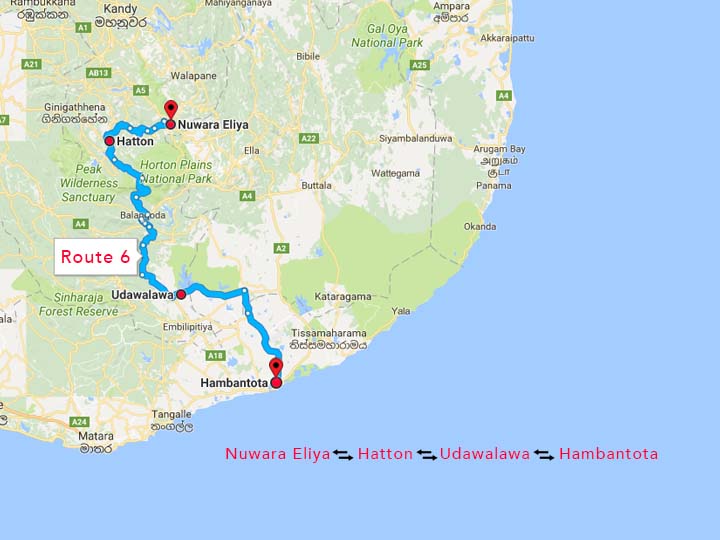 Rambukkana
රඹුක්කන
Kandy
මහනුවර
Mahiyanganaya
Ampara
අම්පාර
Akkaraipattu
Gal Oya
National Park
A21
AB13
A5
Walapane
Bibile
A25
A4
Ginigathhena
ගිනිගත්හේන
A7
Nuwara Eliya
Hatton
Ella
A22
Siyambalanduwa
Arugam Bay
அறுகம்
குடா
Panama
Horton Plains
National Park
Peak
Wilderness
Sanctuary
Wattegama
Buttala
A4
Balangoda
A4
Okanda
A2
Route 6
Udawalawa
Sinharaja
Forest Reserve
Kataragama
Yala
Embilipitiya
Tissamaharama
තිස්සමහාරාමය
A18
Hambantota
Tangalle
තංගල්ල
A24
Matara
මාතර
Nuwara Eliya Hatton Udawalawa Hambantota